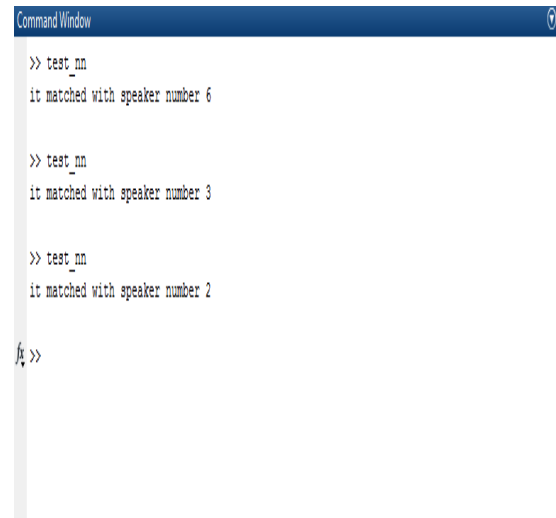 Command Window
>> test_nn
it matched with speaker number 6
>> test_nn
it matched with speaker number 3
>> test_nn
it matched with speaker number 2
fx >>